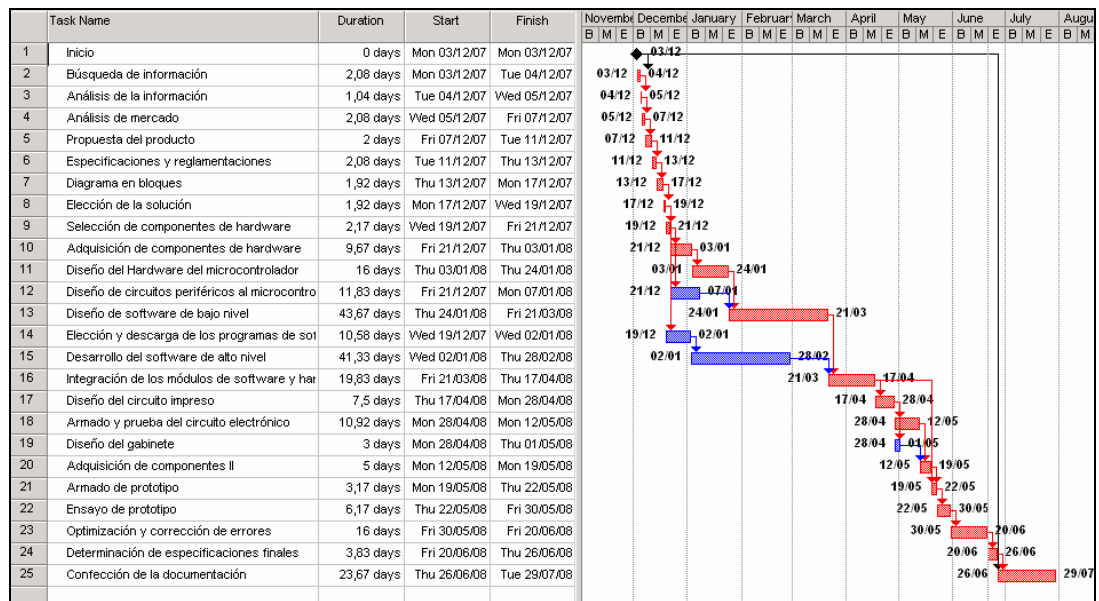 Task Name Duration Start Finish Novembe Decembe January Februar March April May June July Augu
B M E B M E B M E B M E B M E B M E B M E B M E B M E B
1 Inicio 0 days Mon 03/12/07 Mon 03/12/07 03/12
2 Búsqueda de información 2,08 days Mon 03/12/07 Tue 04/12/07 03/12 04/12
3 Análisis de la información 1,04 days Tue 04/12/07 Wed 05/12/07 04/12 05/12
4 Análisis de mercado 2,08 days Wed 05/12/07 Fri 07/12/07 05/12 07/12
5 Propuesta del producto 2 days Fri 07/12/07 Tue 11/12/07 07/12 11/12
6 Especificaciones y reglamentaciones 2,08 days Tue 11/12/07 Thu 13/12/07 11/12 13/12
7 Diagrama en bloques 1,92 days Thu 13/12/07 Mon 17/12/07 13/12 17/12
8 Elección de la solución 1,92 days Mon 17/12/07 Wed 19/12/07 17/12 19/12
9 Selección de componentes de hardware 2,17 days Wed 19/12/07 Fri 21/12/07 19/12 21/12
10 Adquisición de componentes de hardware 9,67 days Fri 21/12/07 Thu 03/01/08 21/12 03/01
11 Diseño del Hardware del microcontrolador 16 days Thu 03/01/08 Thu 24/01/08 03/01 24/01
12 Diseño de circuitos periféricos al microcontro 11,83 days Fri 21/12/07 Mon 07/01/08 21/12 07/01
13 Diseño de software de bajo nivel 43,67 days Thu 24/01/08 Fri 21/03/08 24/01 21/03
14 Elección y descarga de los programas de sof 10,58 days Wed 19/12/07 Wed 02/01/08 19/12 02/01
15 Desarrollo del software de alto nivel 41,33 days Wed 02/01/08 Thu 28/02/08 02/01 28/02
16 Integración de los módulos de software y har 19,83 days Fri 21/03/08 Thu 17/04/08 21/03 17/04
17 Diseño del circuito impreso 7,5 days Thu 17/04/08 Mon 28/04/08 17/04 28/04
18 Armado y prueba del circuito electrónico 10,92 days Mon 28/04/08 Mon 12/05/08 28/04 12/05
19 Diseño del gabinete 3 days Mon 28/04/08 Thu 01/05/08 28/04 01/05
20 Adquisición de componentes II 5 days Mon 12/05/08 Mon 19/05/08 12/05 19/05
21 Armado de prototipo 3,17 days Mon 19/05/08 Thu 22/05/08 19/05 22/05
22 Ensayo de prototipo 6,17 days Thu 22/05/08 Fri 30/05/08 22/05 30/05
23 Optimización y corrección de errores 16 days Fri 30/05/08 Fri 20/06/08 30/05 20/06
24 Determinación de especificaciones finales 3,83 days Fri 20/06/08 Thu 26/06/08 20/06 26/06
25 Confección de la documentación 23,67 days Thu 26/06/08 Tue 29/07/08 26/06 29/07